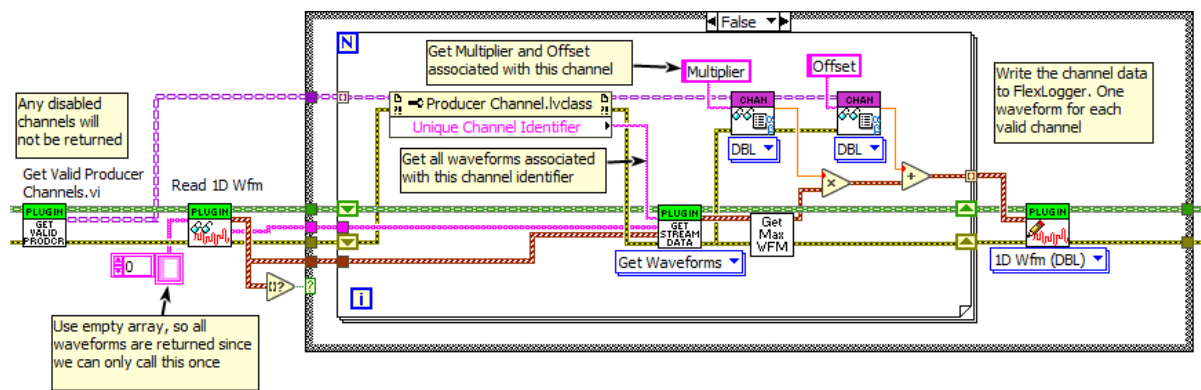 False
N
Get Multiplier and Offset
associated with this channel
Multiplier
Offset
Write the channel data
to FlexLogger. One
waveform for each
valid channel
Any disabled
channels will
not be returned
Producer Channel.lvclass
Unique Channel Identifier
CHAN
CHAN
DBL
DBL
Get all waveforms associated
with this channel identifier
Get Valid Producer
Channels.vi
Read 1D Wfm
PLUGIN
GET
VALID
PRODCR
PLUGIN
PLUGIN
GET
STREAM
DATA
Get
Max
WFM
PLUGIN
Get Waveforms
1D Wfm (DBL)
0
?
i
Use empty array, so all
waveforms are returned since
we can only call this once